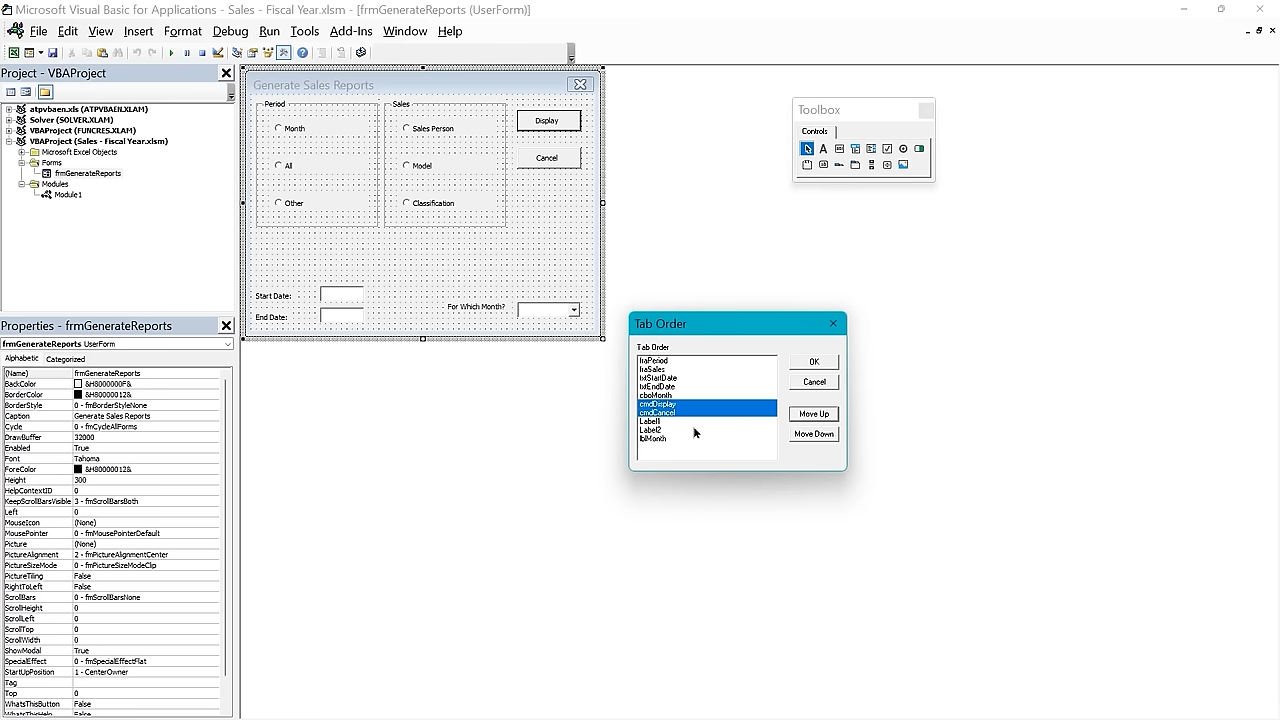 Microsoft Visual Basic for Applications - Sales - Fiscal Year.xlsm - [frmGenerateReports (UserForm)]
File Edit View Insert Format Debug Run Tools Add-Ins Window Help
Project - VBAProject
atpvbaen.xls (ATPVBAEN.XLAM)
Solver (SOLVER.XLAM)
VBAProject (FUNCRES.XLAM)
VBAProject (Sales - Fiscal Year.xlsm)
Microsoft Excel Objects
Forms
frmGenerateReports
Modules
Module1
Properties - frmGenerateReports
frmGenerateReports UserForm
Alphabetic Categorized
(Name) frmGenerateReports
BackColor &H8000000F&
BorderColor &H80000012&
BorderStyle 0 - fmBorderStyleNone
Caption Generate Sales Reports
Cycle 0 - fmCycleAllForms
DrawBuffer 32000
Enabled True
Font Tahoma
ForeColor &H80000012&
Height 300
HelpContextID 0
KeepScrollBarsVisible 3 - fmScrollBarsBoth
Left 0
MouseIcon (None)
MousePointer 0 - fmMousePointerDefault
Picture (None)
PictureAlignment 2 - fmPictureAlignmentCenter
PictureSizeMode 0 - fmPictureSizeModeClip
PictureTiling False
RightToLeft False
ScrollBars 0 - fmScrollBarsNone
ScrollHeight 0
ScrollLeft 0
ScrollTop 0
ScrollWidth 0
ShowModal True
SpecialEffect 0 - fmSpecialEffectFlat
StartUpPosition 1 - CenterOwner
Tag
Top 0
WhatsThisButton False
WhatsThisHelp False
Generate Sales Reports
Period
Month
All
Other
Sales
Sales Person
Model
Classification
Display
Cancel
Start Date:
End Date:
For Which Month?
Toolbox
Controls
Tab Order
Tab Order
fraPeriod
fraSales
txtStartDate
txtEndDate
cboMonth
cmdDisplay
cmdCancel
Label1
Label2
lblMonth
OK
Cancel
Move Up
Move Down